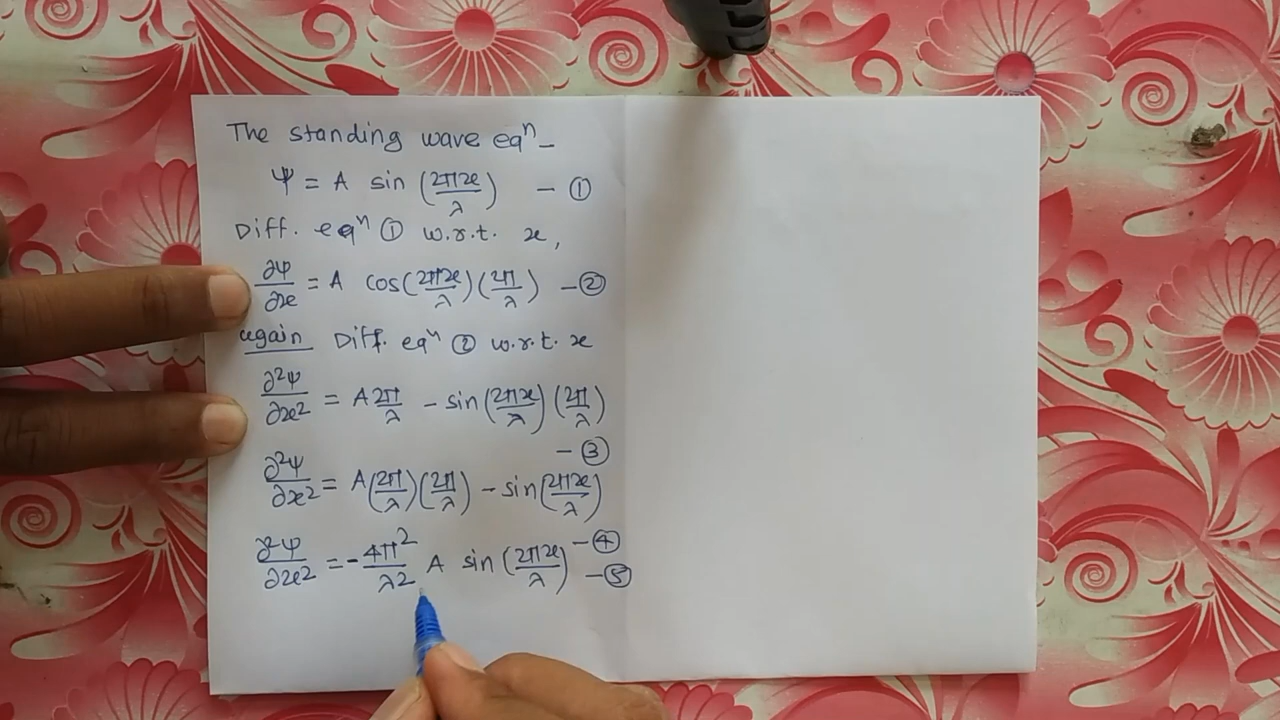 The standing wave eqⁿ –
Ψ = A sin (2πx/λ) – ①
Diff. eqⁿ ① w.r.t. x,
∂Ψ/∂x = A cos(2πx/λ)(2π/λ) – ②
again Diff. eqⁿ ② w.r.t. x
∂²Ψ/∂x² = A 2π/λ – sin(2πx/λ)(2π/λ)
– ③
∂²Ψ/∂x² = A(2π/λ)(2π/λ) – sin(2πx/λ)
– ④
∂²Ψ/∂x² = -4π²/λ² A sin(2πx/λ) – ⑤